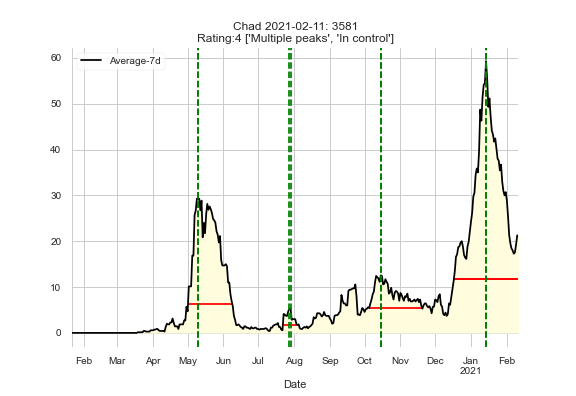 Chad 2021-02-11: 3581
Rating:4 ['Multiple peaks', 'In control']
Average-7d
60
50
40
30
20
10
0
Feb Mar Apr May Jun Jul Aug Sep Oct Nov Dec Jan Feb
2021
Date